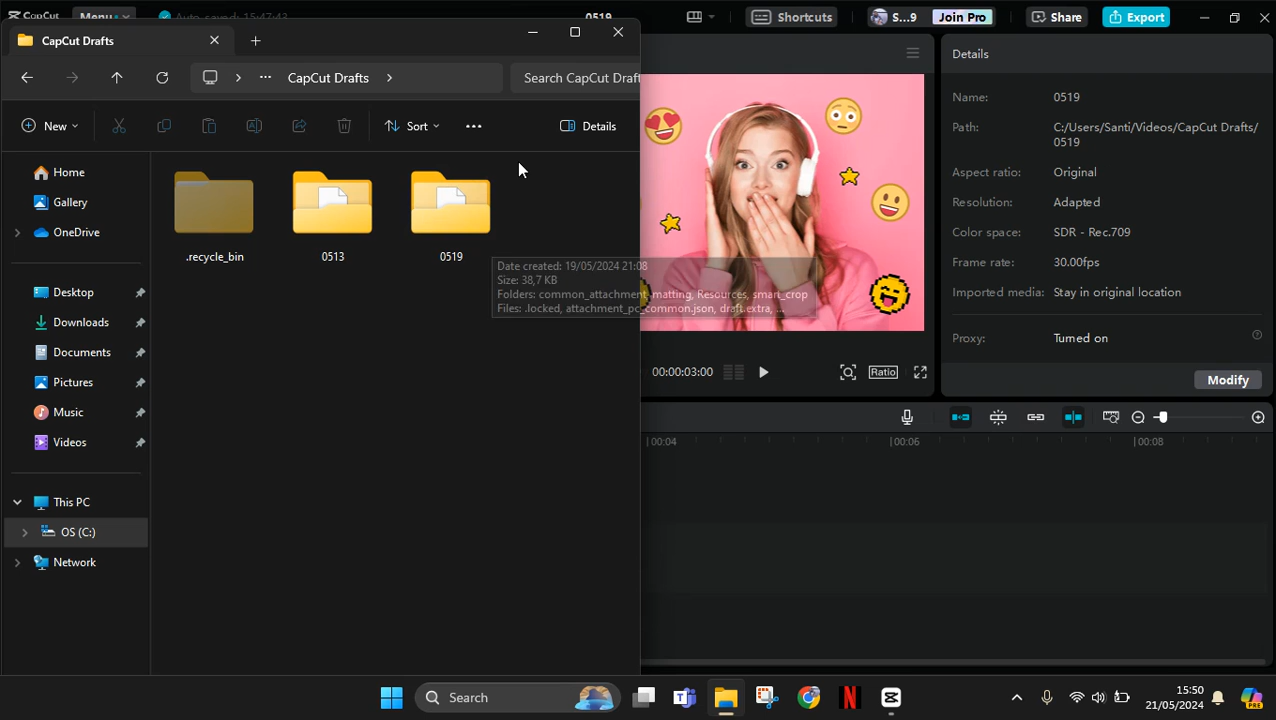 CapCut
Menu
Auto saved: 15:47:43
0519
Shortcuts
S...9
Join Pro
Share
Export
CapCut Drafts
CapCut Drafts
Search CapCut Draft
New
Sort
Details
Home
Gallery
OneDrive
Desktop
Downloads
Documents
Pictures
Music
Videos
This PC
OS (C:)
Network
.recycle_bin
0513
0519
Date created: 19/05/2024 21:08
Size: 38,7 KB
Folders: common_attachment, matting, Resources, smart_crop
Files: .locked, attachment_pc_common.json, draft.extra, ...
00:00:03:00
Ratio
Details
Name:
0519
Path:
C:/Users/Santi/Videos/CapCut Drafts/
0519
Aspect ratio:
Original
Resolution:
Adapted
Color space:
SDR - Rec.709
Frame rate:
30.00fps
Imported media:
Stay in original location
Proxy:
Turned on
Modify
00:04
00:06
00:08
Search
15:50
21/05/2024
PRE